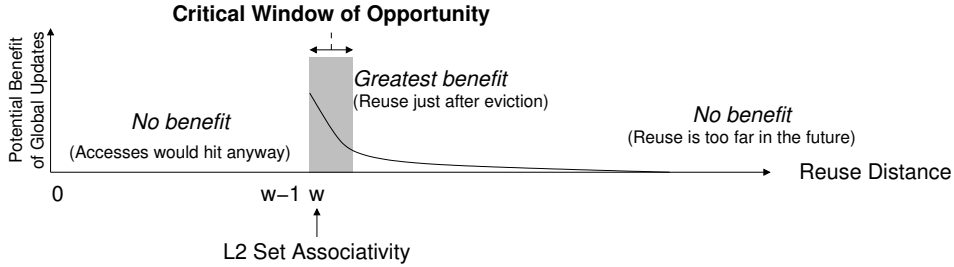 Critical Window of Opportunity
Potential Benefit
of Global Updates
No benefit
(Accesses would hit anyway)
Greatest benefit
(Reuse just after eviction)
No benefit
(Reuse is too far in the future)
Reuse Distance
0
w−1 w
L2 Set Associativity